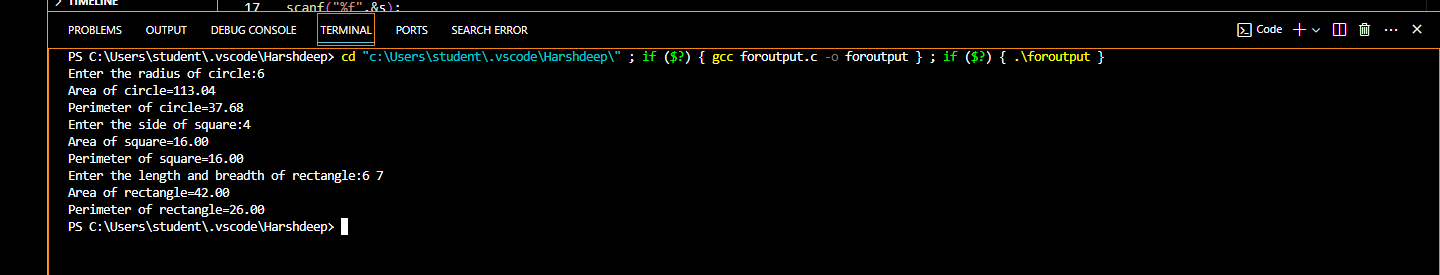 TIMELINE
17 scanf("%f",&s);
PROBLEMS OUTPUT DEBUG CONSOLE TERMINAL PORTS SEARCH ERROR Code
PS C:\Users\student\.vscode\Harshdeep> cd "c:\Users\student\.vscode\Harshdeep\" ; if ($?) { gcc foroutput.c -o foroutput } ; if ($?) { .\foroutput }
Enter the radius of circle:6
Area of circle=113.04
Perimeter of circle=37.68
Enter the side of square:4
Area of square=16.00
Perimeter of square=16.00
Enter the length and breadth of rectangle:6 7
Area of rectangle=42.00
Perimeter of rectangle=26.00
PS C:\Users\student\.vscode\Harshdeep>